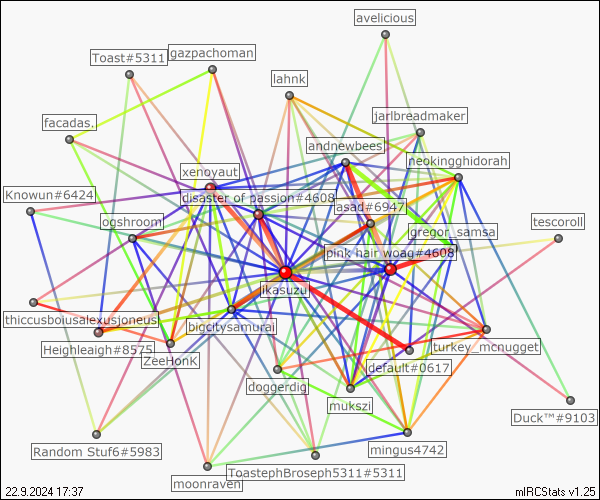 avelicious
gazpachoman
Toast#5311
lahnk
jarlbreadmaker
facadas.
andnewbees
neokingghidorah
xenoyaut
Knowun#6424
disaster of passion#4608
asad#6947
ogshroom
gregor_samsa
tescoroll
pink hair woag#4608
ikasuzu
thiccusboiusalexusjoneus
bigcitysamurai
Heighleaigh#8575
ZeeHonK
turkey_mcnugget
default#0617
doggerdig
mukszi
Duck™#9103
Random Stuf6#5983
mingus4742
ToastephBroseph5311#5311
moonraven
22.9.2024 17:37
mIRCStats v1.25